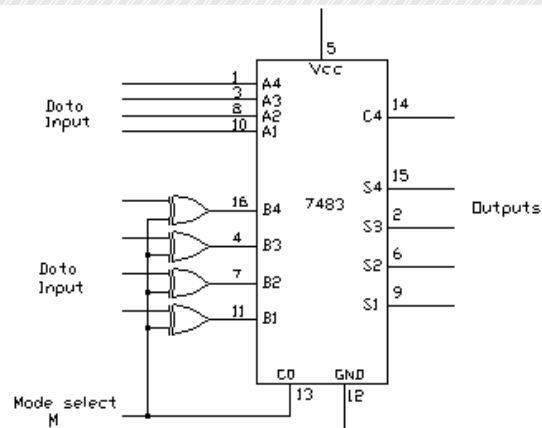 5
Vcc
1 A4
3 A3
Data
Input
8 A2
10 A1
C4 14
S4 15
16 B4
7483
Outputs
S3 2
4 B3
Data
Input
7 B2
S2 6
11 B1
S1 9
C0
GND
13
12
Mode select
M